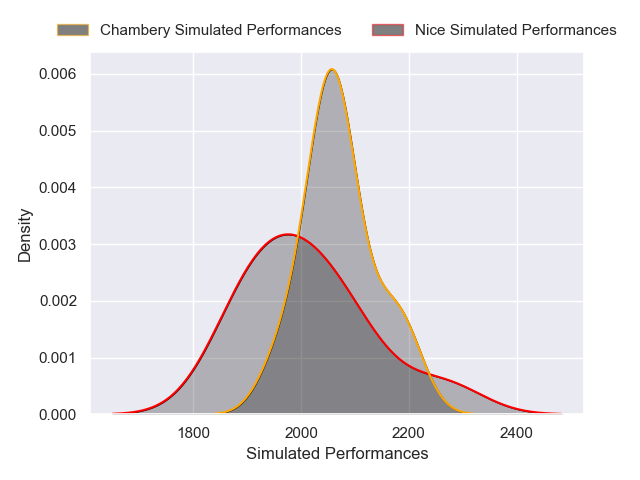 Chambery Simulated Performances
Nice Simulated Performances
0.006
0.005
0.004
0.003
0.002
0.001
0.000
Density
1800
2000
2200
2400
Simulated Performances